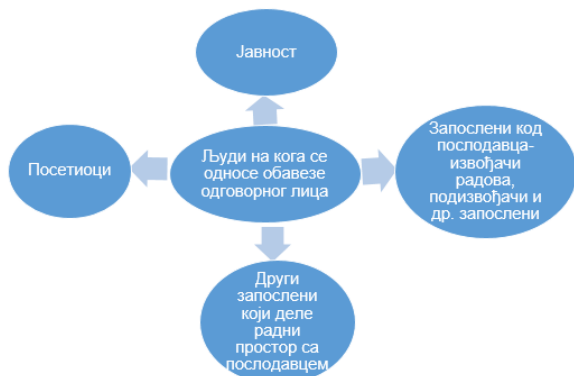 Јавност
Посетиоци
Људи на кога се
односе обавезе
одговорног лица
Запослени код
послодавца-
извођачи
радова,
подизвођачи и
др. запослени
Други
запослени
који деле
радни
простор са
послодавцем